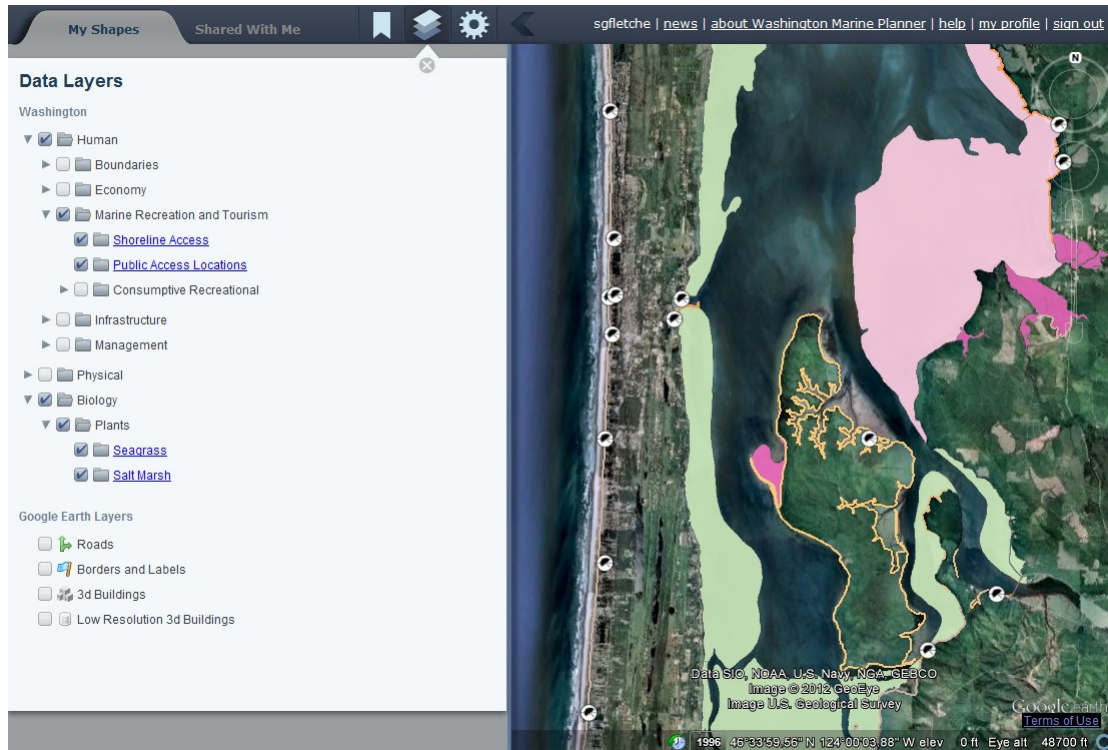 My Shapes
Shared With Me
sgfletche | news | about Washington Marine Planner | help | my profile | sign out
Data Layers
Washington
Human
Boundaries
Economy
Marine Recreation and Tourism
Shoreline Access
Public Access Locations
Consumptive Recreational
Infrastructure
Management
Physical
Biology
Plants
Seagrass
Salt Marsh
Google Earth Layers
Roads
Borders and Labels
3d Buildings
Low Resolution 3d Buildings
N
Data SIO, NOAA, U.S. Navy, NGA, GEBCO
Image © 2012 GeoEye
Image U.S. Geological Survey
Google earth
Terms of Use
1996 46°33'59.56" N 124°00'03.88" W elev 0 ft Eye alt 48700 ft